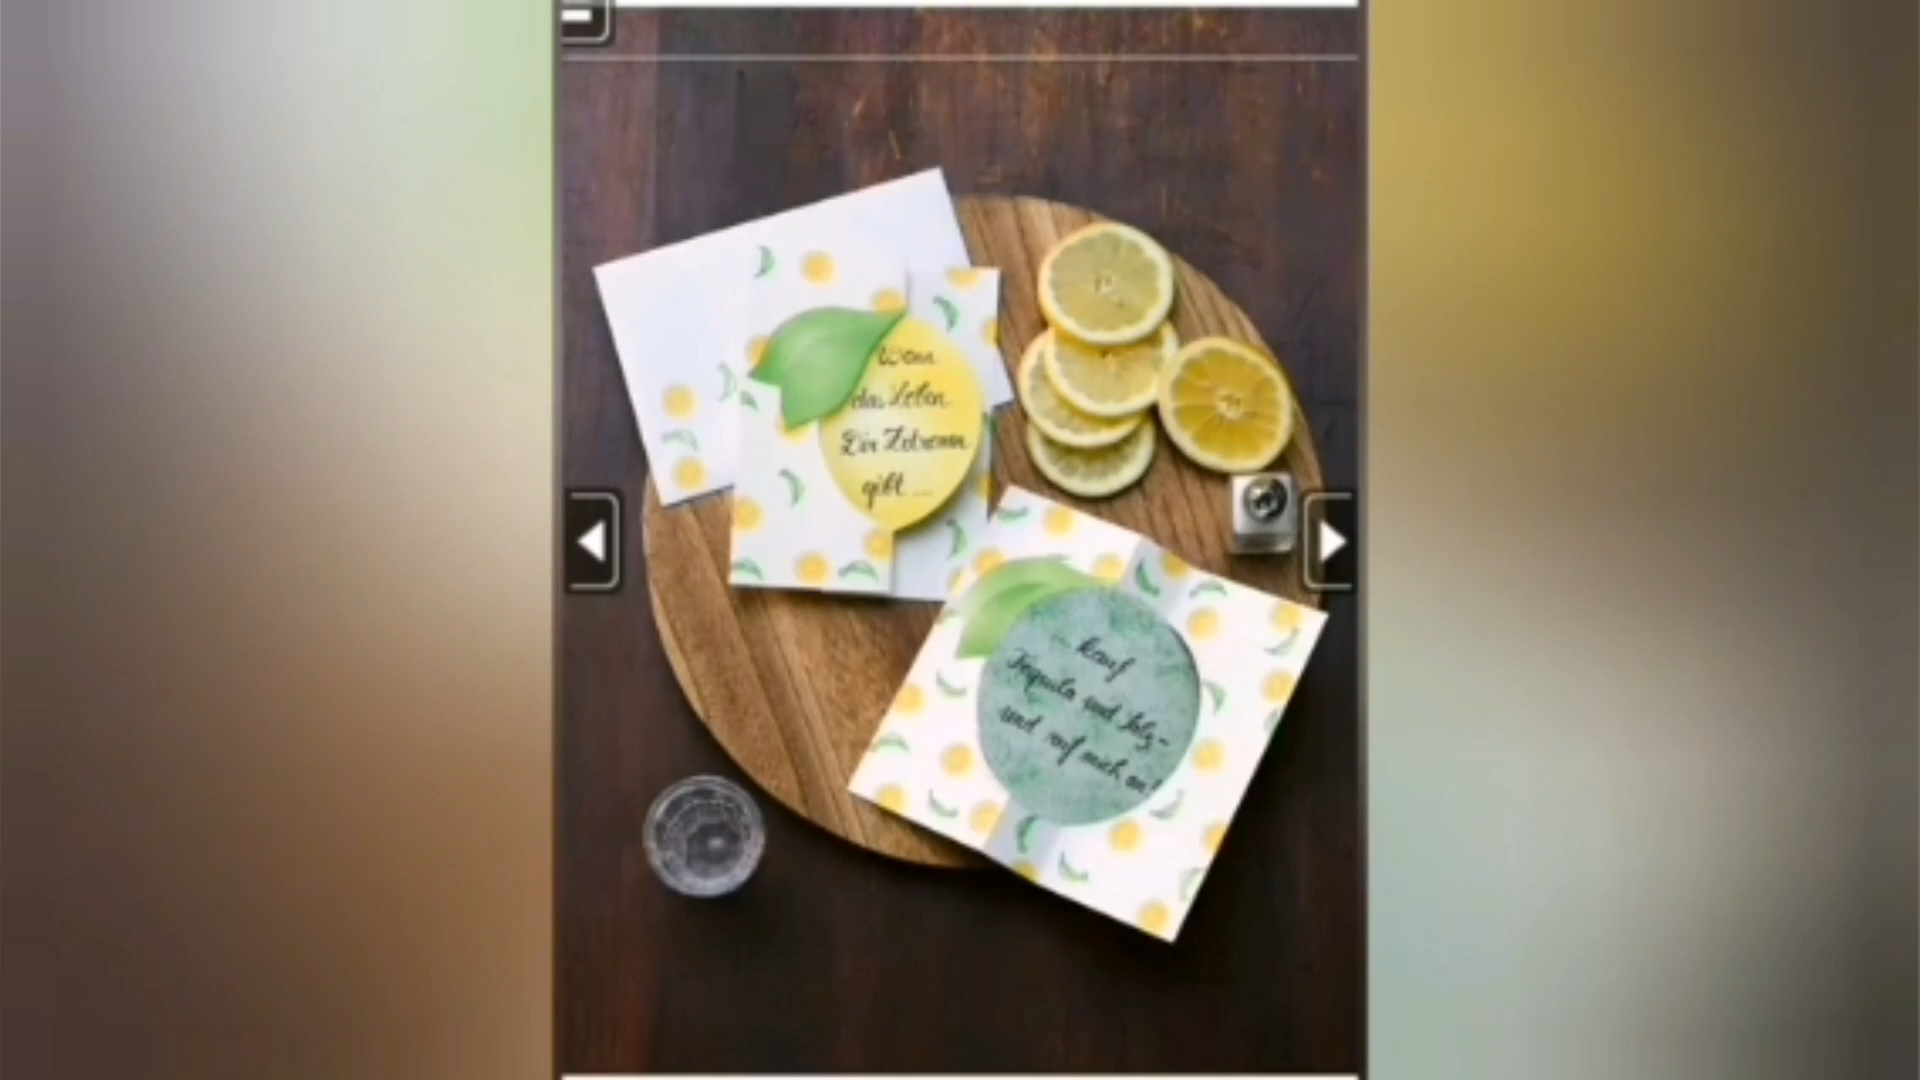 Wenn
das Leben
Dir Zitronen
gibt ...
... kauf
Tequila und Salz -
und ruf mich an!